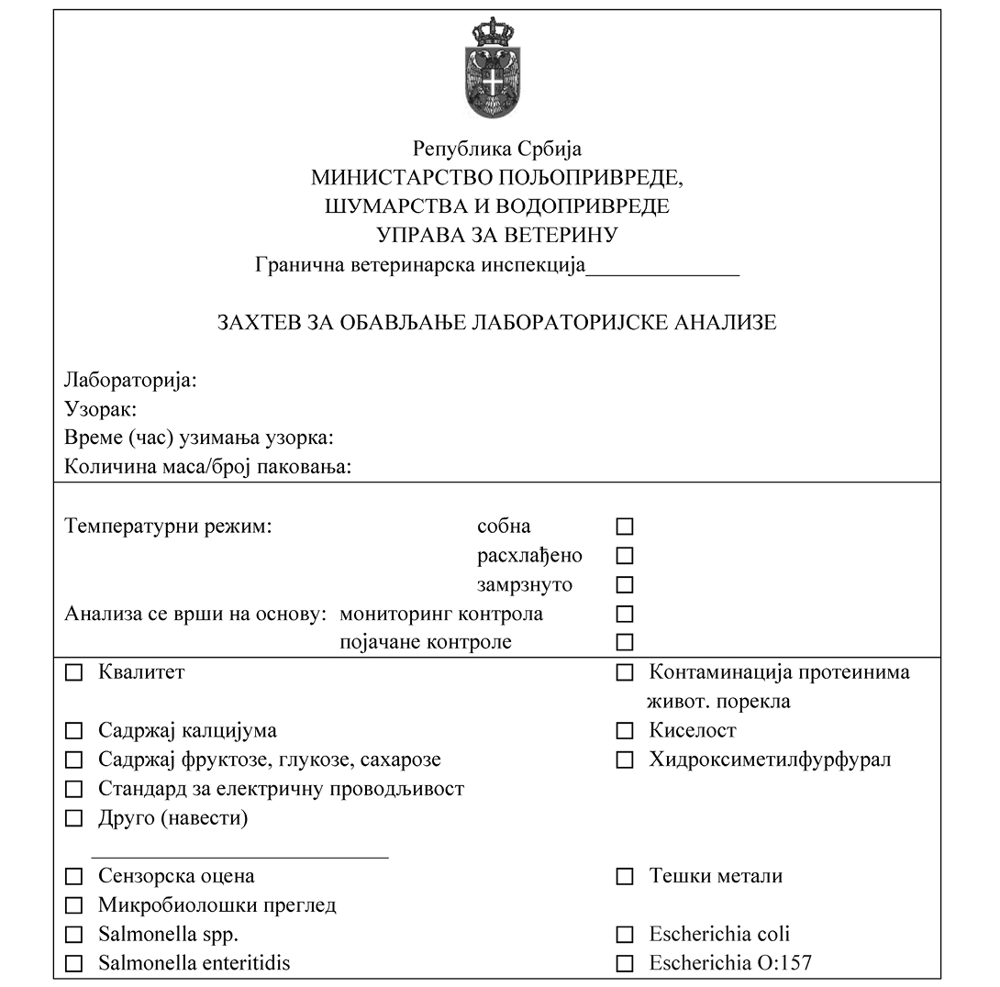 Република Србија
МИНИСТАРСТВО ПОЉОПРИВРЕДЕ,
ШУМАРСТВА И ВОДОПРИВРЕДЕ
УПРАВА ЗА ВЕТЕРИНУ
Гранична ветеринарска инспекција______________
ЗАХТЕВ ЗА ОБАВЉАЊЕ ЛАБОРАТОРИЈСКЕ АНАЛИЗЕ
Лабораторија:
Узорак:
Време (час) узимања узорка:
Количина маса/број паковања:
Температурни режим: собна ☐
расхлађено ☐
замрзнуто ☐
Анализа се врши на основу: мониторинг контрола ☐
појачане контроле ☐
☐ Квалитет ☐ Контаминација протеинима
живот. порекла
☐ Садржај калцијума ☐ Киселост
☐ Садржај фруктозе, глукозе, сахарозе ☐ Хидроксиметилфурфурал
☐ Стандард за електричну проводљивост
☐ Друго (навести)
___________________________
☐ Сензорска оцена ☐ Тешки метали
☐ Микробиолошки преглед
☐ Salmonella spp. ☐ Escherichia coli
☐ Salmonella enteritidis ☐ Escherichia O:157